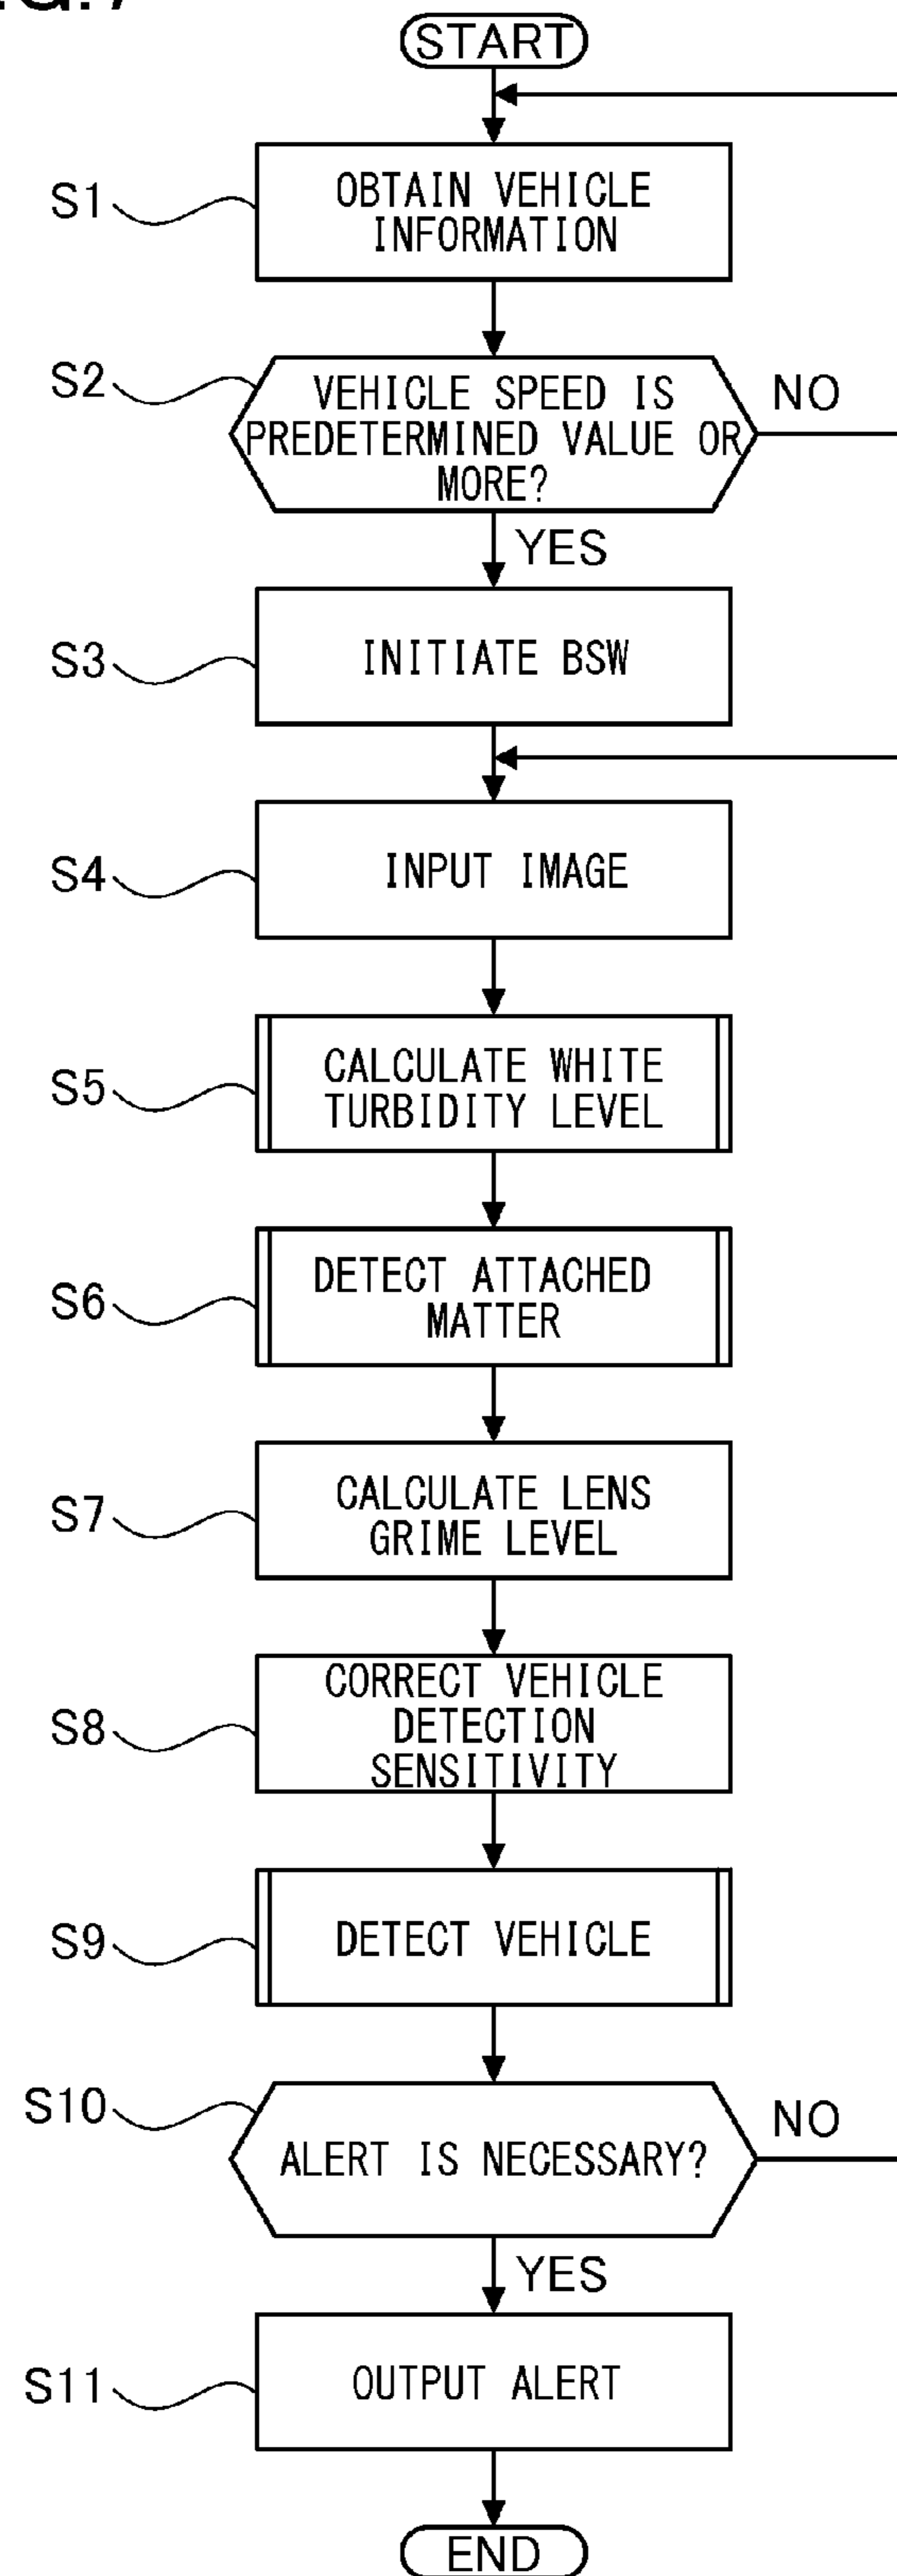 START
S1
OBTAIN VEHICLE
INFORMATION
S2
VEHICLE SPEED IS
PREDETERMINED VALUE OR
MORE?
NO
YES
S3
INITIATE BSW
S4
INPUT IMAGE
S5
CALCULATE WHITE
TURBIDITY LEVEL
S6
DETECT ATTACHED
MATTER
S7
CALCULATE LENS
GRIME LEVEL
S8
CORRECT VEHICLE
DETECTION
SENSITIVITY
S9
DETECT VEHICLE
S10
ALERT IS NECESSARY?
NO
YES
S11
OUTPUT ALERT
END